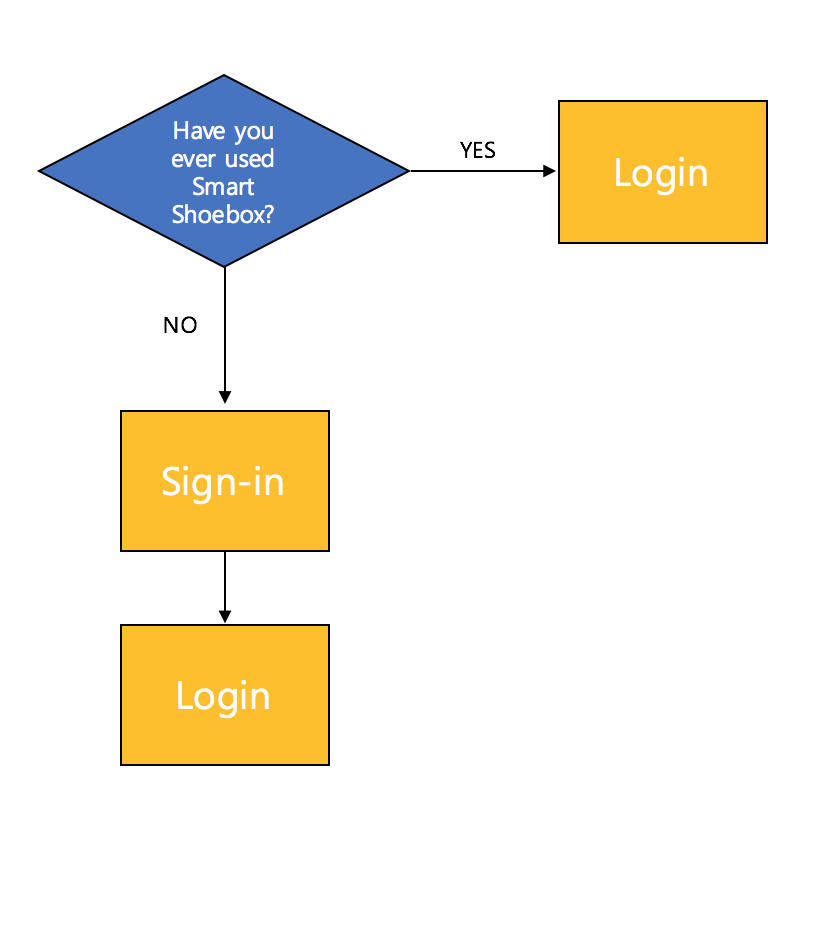 Have you
ever used
Smart
Shoebox?
YES
Login
NO
Sign-in
Login